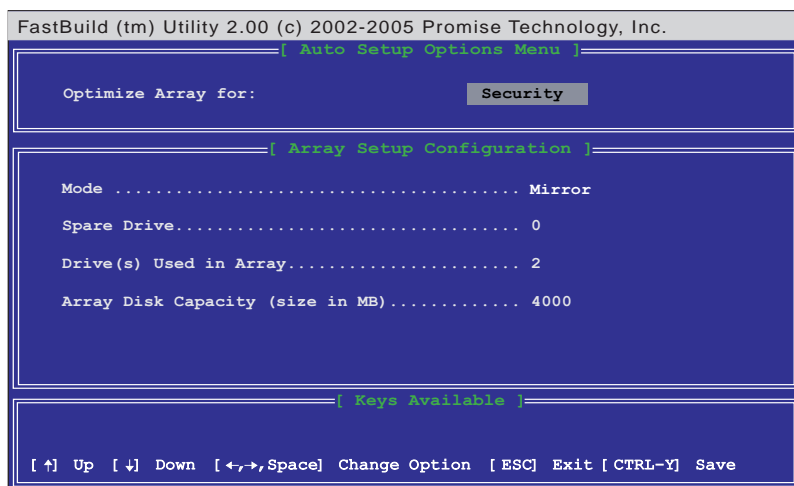 FastBuild (tm) Utility 2.00 (c) 2002-2005 Promise Technology, Inc.
[ Auto Setup Options Menu ]
Optimize Array for: Security
[ Array Setup Configuration ]
Mode ....................................... Mirror
Spare Drive................................. 0
Drive(s) Used in Array...................... 2
Array Disk Capacity (size in MB)............. 4000
[ Keys Available ]
[↑] Up [↓] Down [←,→,Space] Change Option [ESC] Exit [CTRL-Y] Save